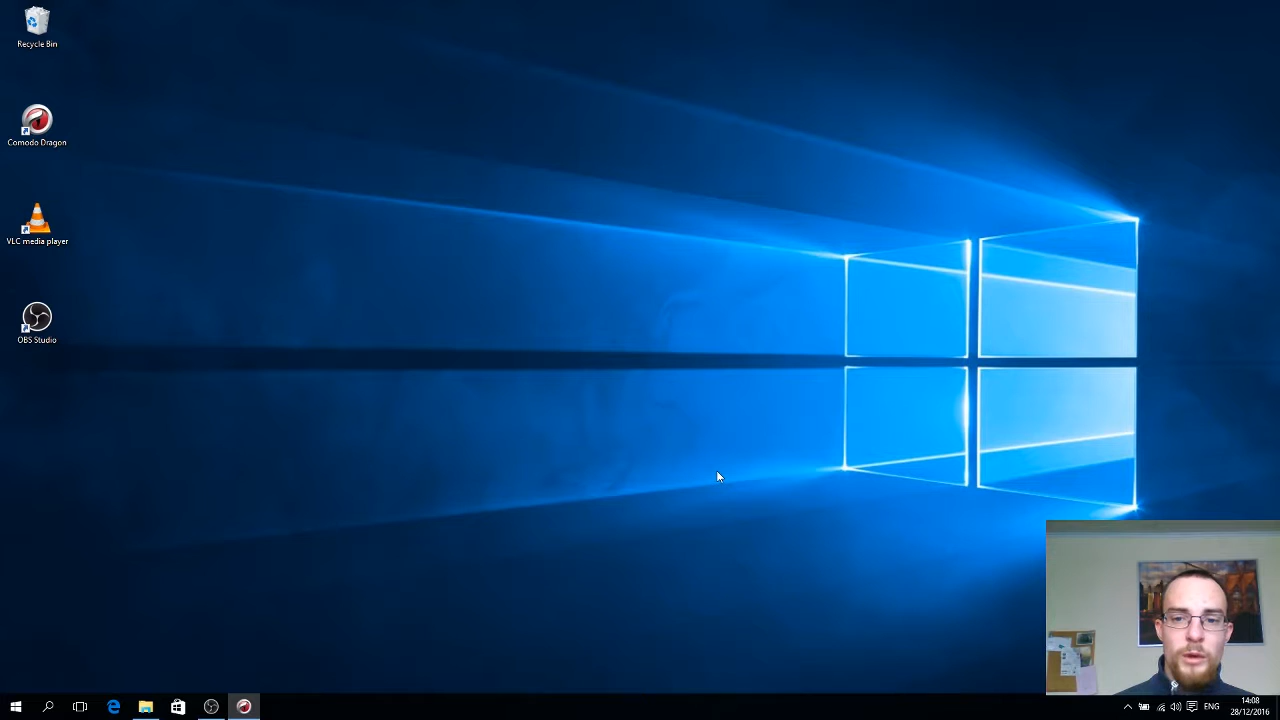 Recycle Bin
Comodo Dragon
VLC media player
OBS Studio
ENG
14:08
28/12/2016